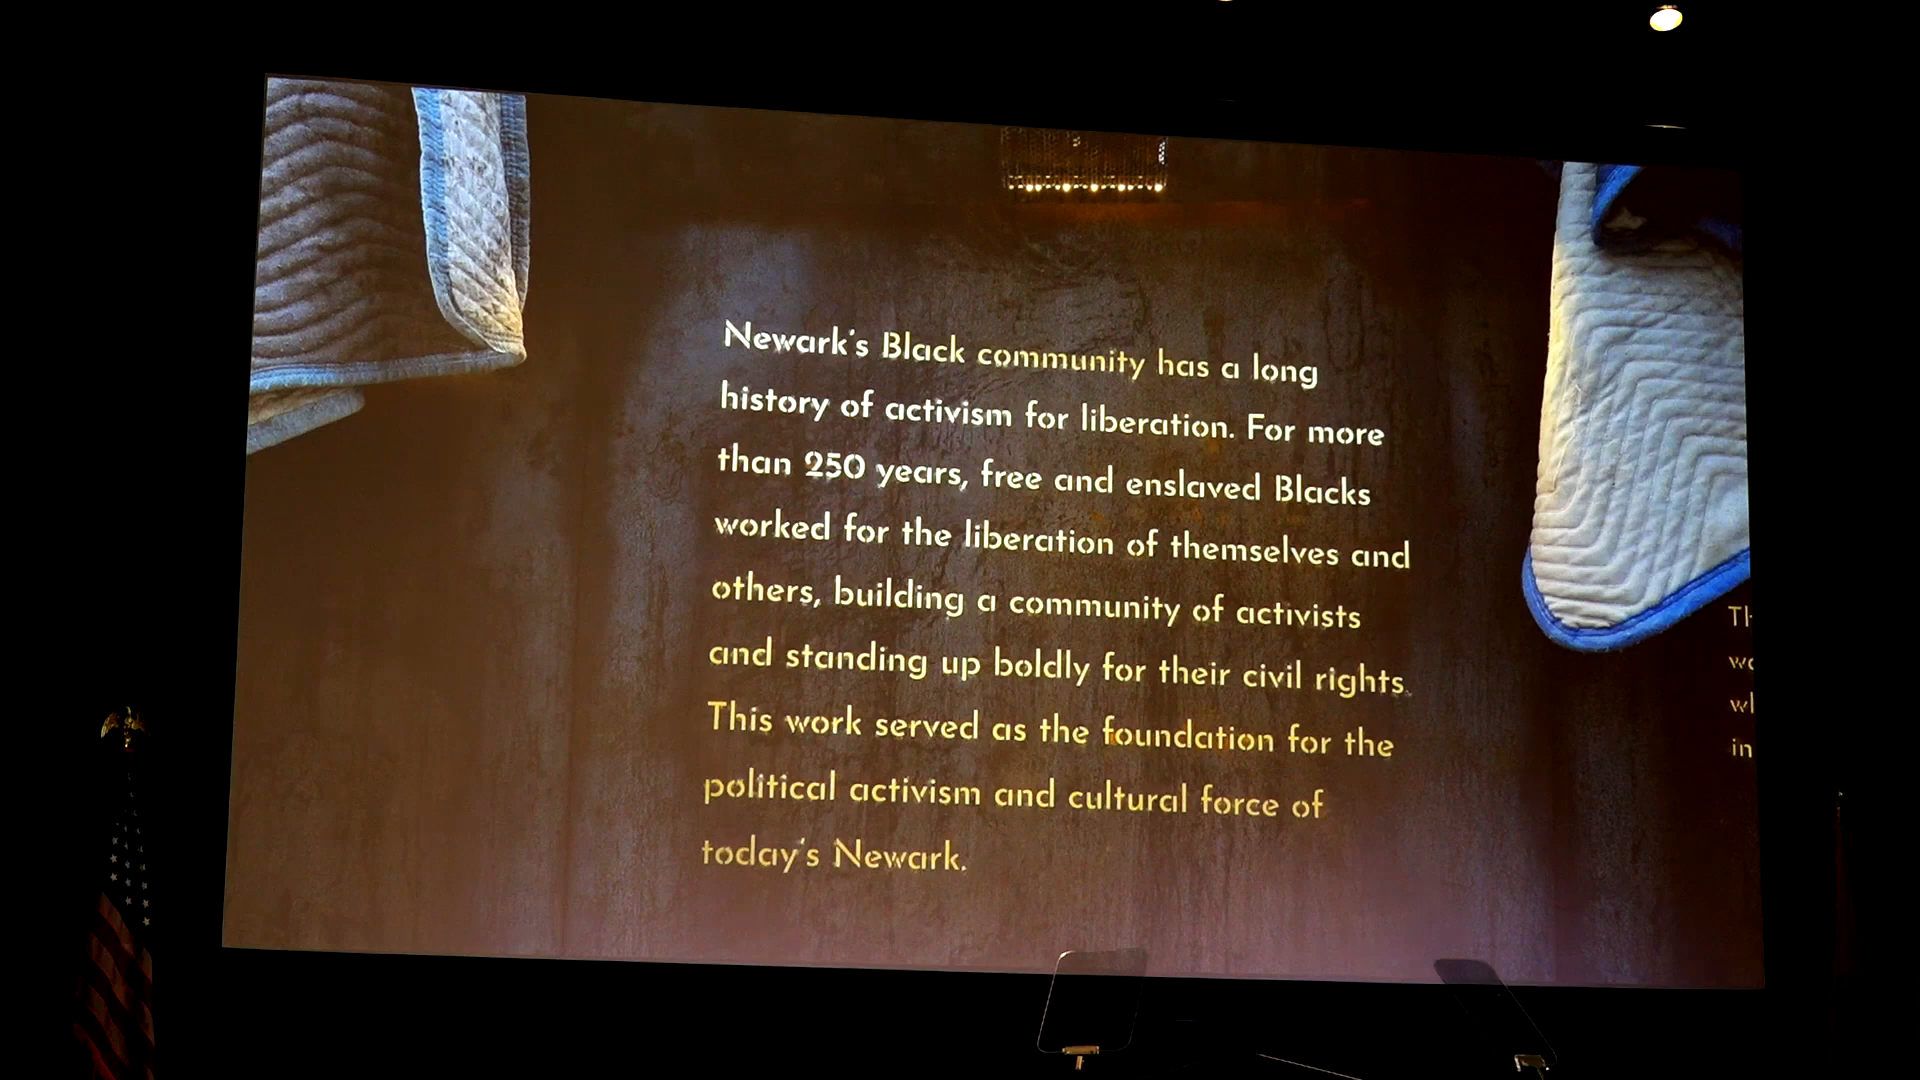 Newark's Black community has a long
history of activism for liberation. For more
than 250 years, free and enslaved Blacks
worked for the liberation of themselves and
others, building a community of activists
and standing up boldly for their civil rights.
This work served as the foundation for the
political activism and cultural force of
today's Newark.
in